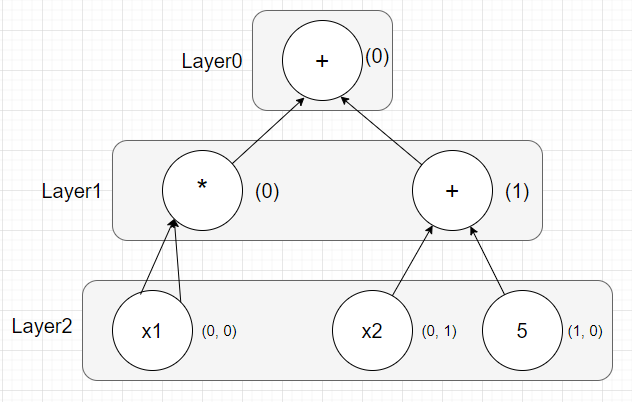 Layer0 + (0)
Layer1 * (0) + (1)
Layer2 x1 (0, 0) x2 (0, 1) 5 (1, 0)